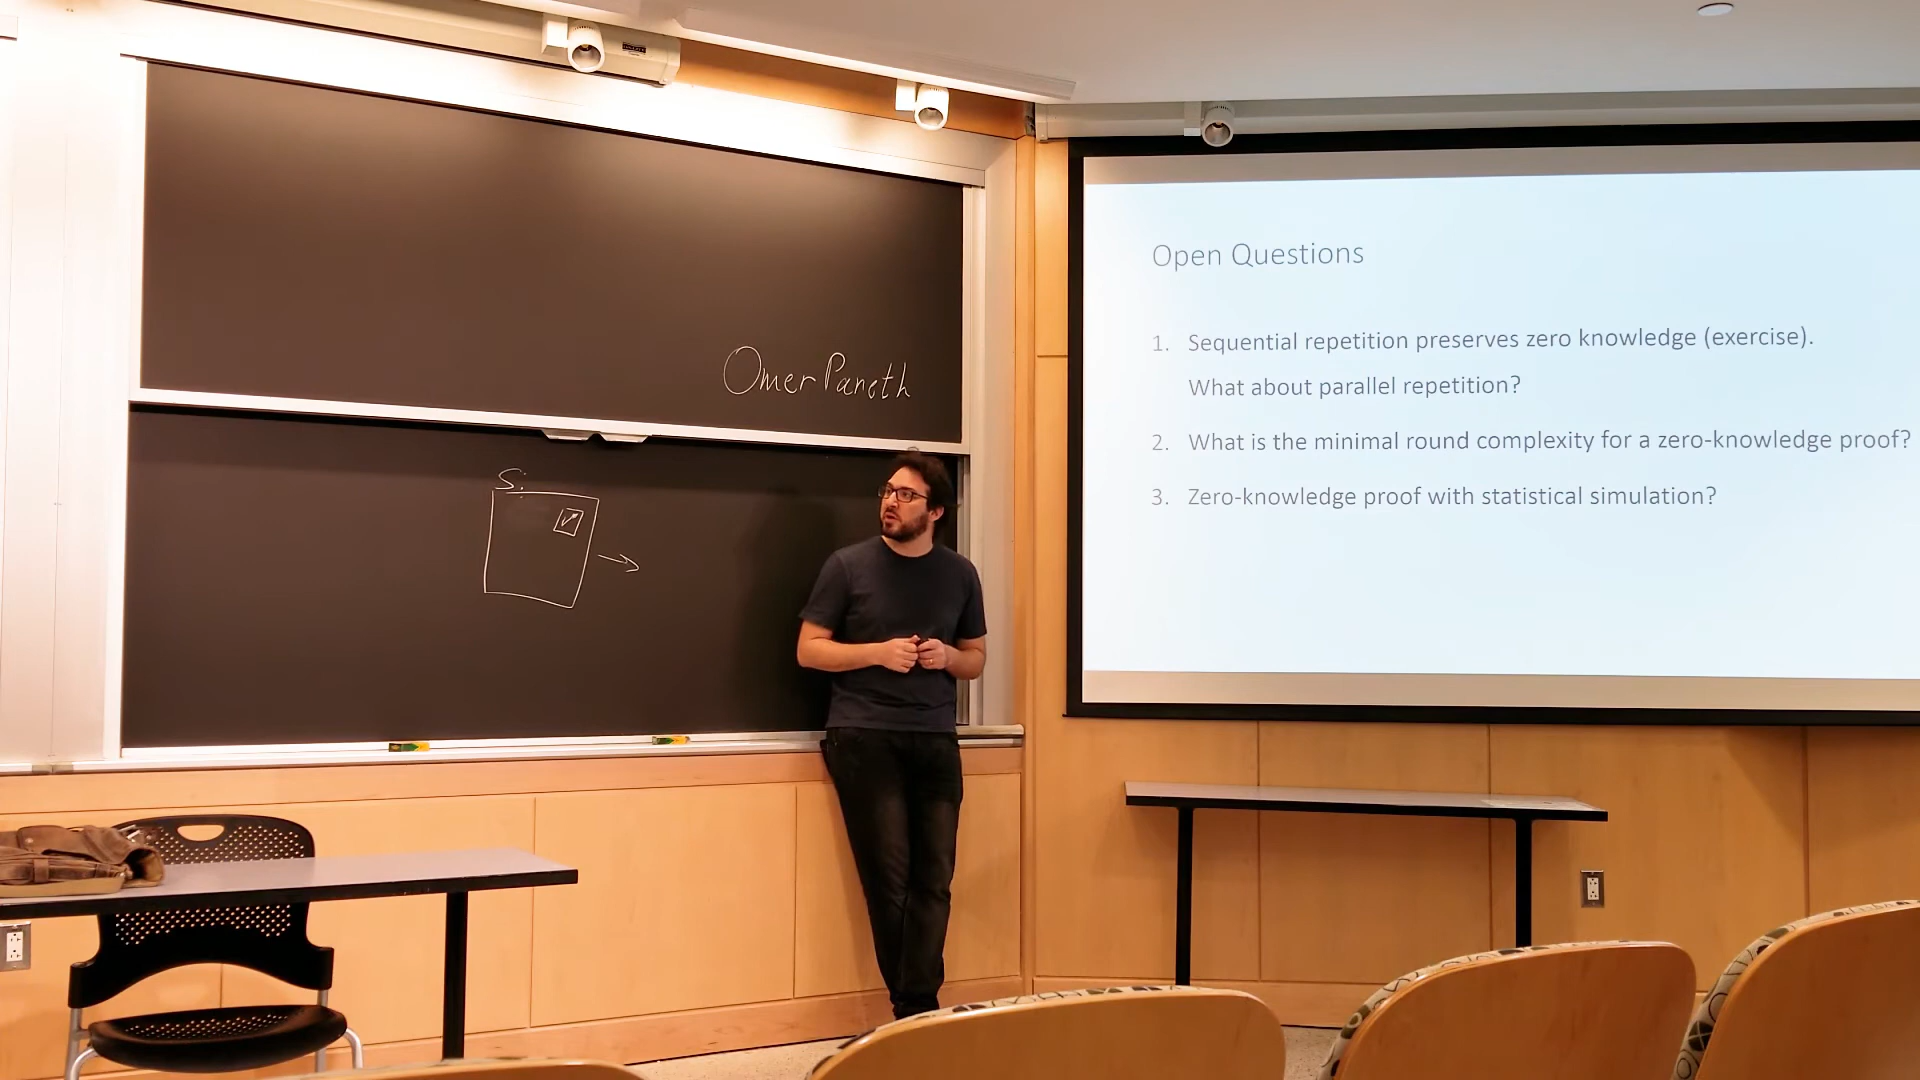 Omer Paneth
S:
V*
Open Questions
1. Sequential repetition preserves zero knowledge (exercise).
What about parallel repetition?
2. What is the minimal round complexity for a zero-knowledge proof?
3. Zero-knowledge proof with statistical simulation?